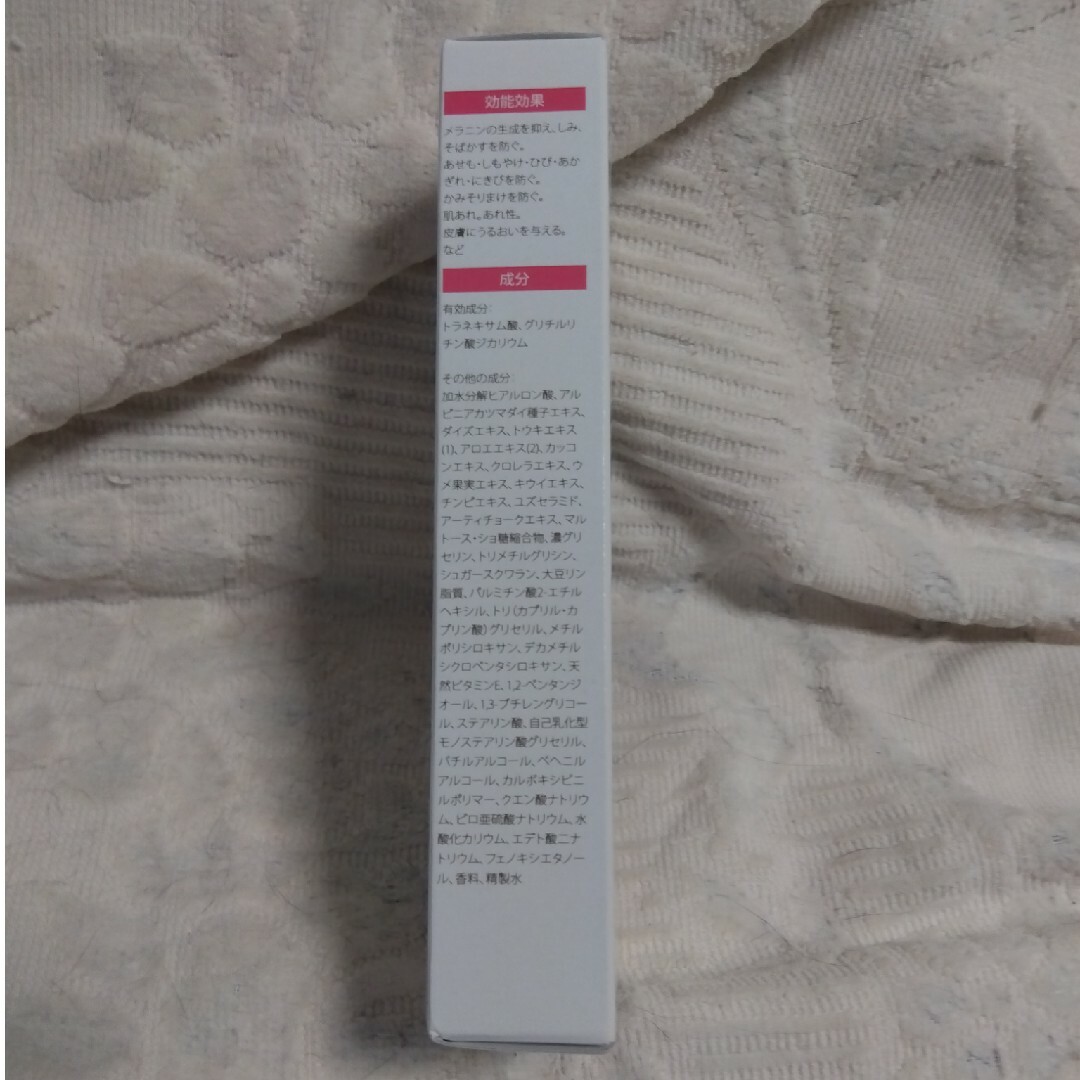 効能効果
メラニンの生成を抑え、しみ、
そばかすを防ぐ。
あせも・しもやけ・ひび・あか
ぎれ・にきびを防ぐ。
かみそりまけを防ぐ。
肌あれ。あれ性。
皮膚にうるおいを与える。
など
成分
有効成分：
トラネキサム酸、グリチルリ
チン酸ジカリウム
その他の成分：
加水分解ヒアルロン酸、アル
ピニアカツマダイ種子エキス、
ダイズエキス、トウキエキス
(1)、アロエエキス(2)、カッコ
ンエキス、クロレラエキス、ウ
メ果実エキス、キウイエキス、
チンピエキス、ユズセラミド、
アーティチョークエキス、マル
トース・ショ糖縮合物、濃グリ
セリン、トリメチルグリシン、
シュガースクワラン、大豆リン
脂質、パルミチン酸2-エチル
ヘキシル、トリ(カプリル・カ
プリン酸)グリセリル、メチル
ポリシロキサン、デカメチル
シクロペンタシロキサン、天
然ビタミンE、1,2-ペンタンジ
オール、1,3-ブチレングリコー
ル、ステアリン酸、自己乳化型
モノステアリン酸グリセリル、
バチルアルコール、ベヘニル
アルコール、カルボキシビニ
ルポリマー、クエン酸ナトリウ
ム、ピロ亜硫酸ナトリウム、水
酸化カリウム、エデト酸二ナ
トリウム、フェノキシエタノー
ル、香料、精製水